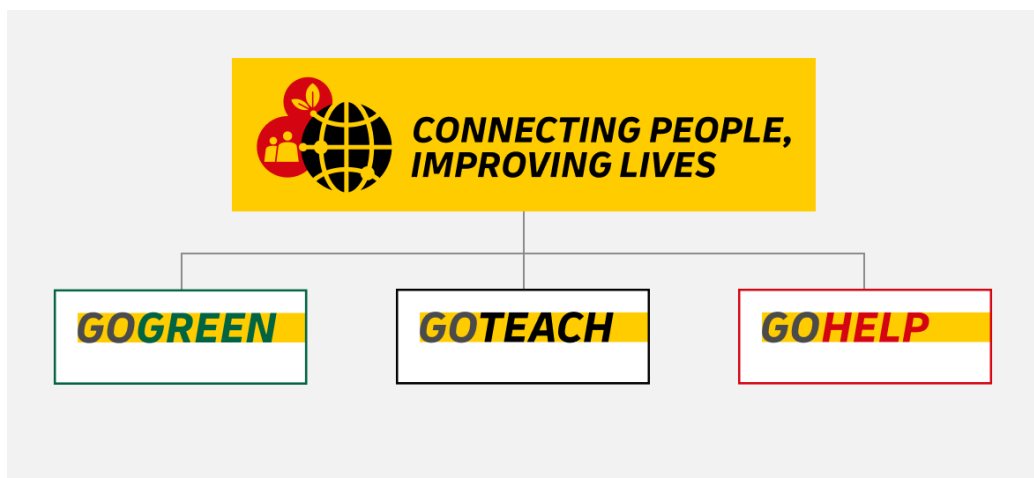 CONNECTING PEOPLE,
IMPROVING LIVES
GOGREEN
GOTEACH
GOHELP